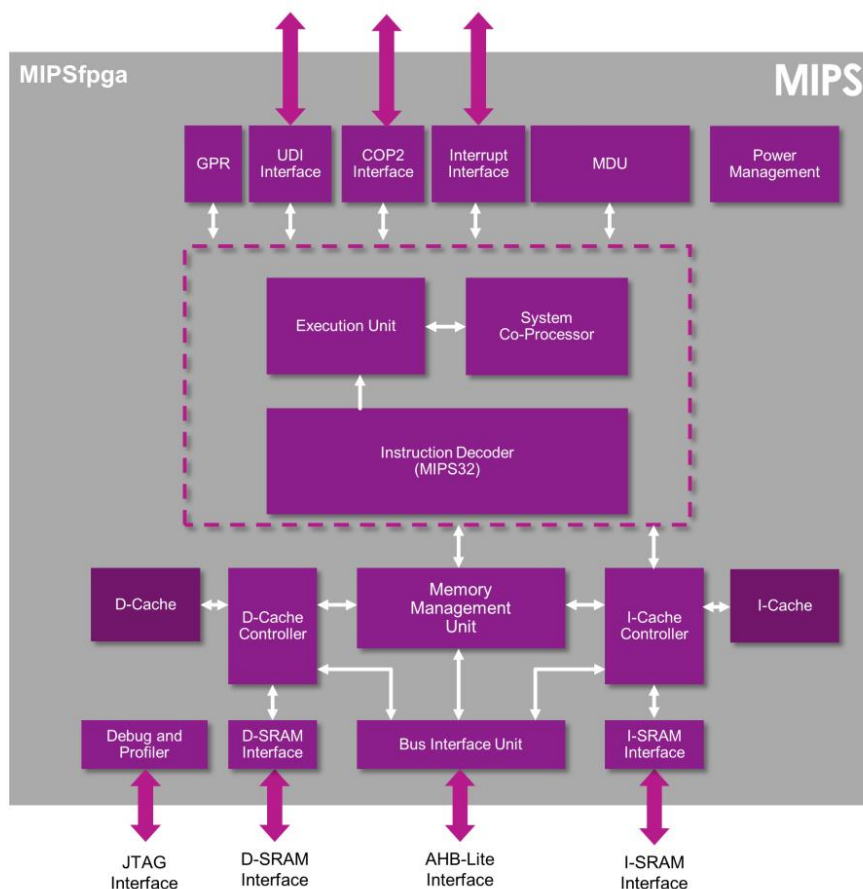 MIPSfpga
MIPS
GPR
UDI
Interface
COP2
Interface
Interrupt
Interface
MDU
Power
Management
Execution Unit
System
Co-Processor
Instruction Decoder
(MIPS32)
D-Cache
D-Cache
Controller
Memory
Management
Unit
I-Cache
Controller
I-Cache
Debug and
Profiler
D-SRAM
Interface
Bus Interface Unit
I-SRAM
Interface
JTAG
Interface
D-SRAM
Interface
AHB-Lite
Interface
I-SRAM
Interface